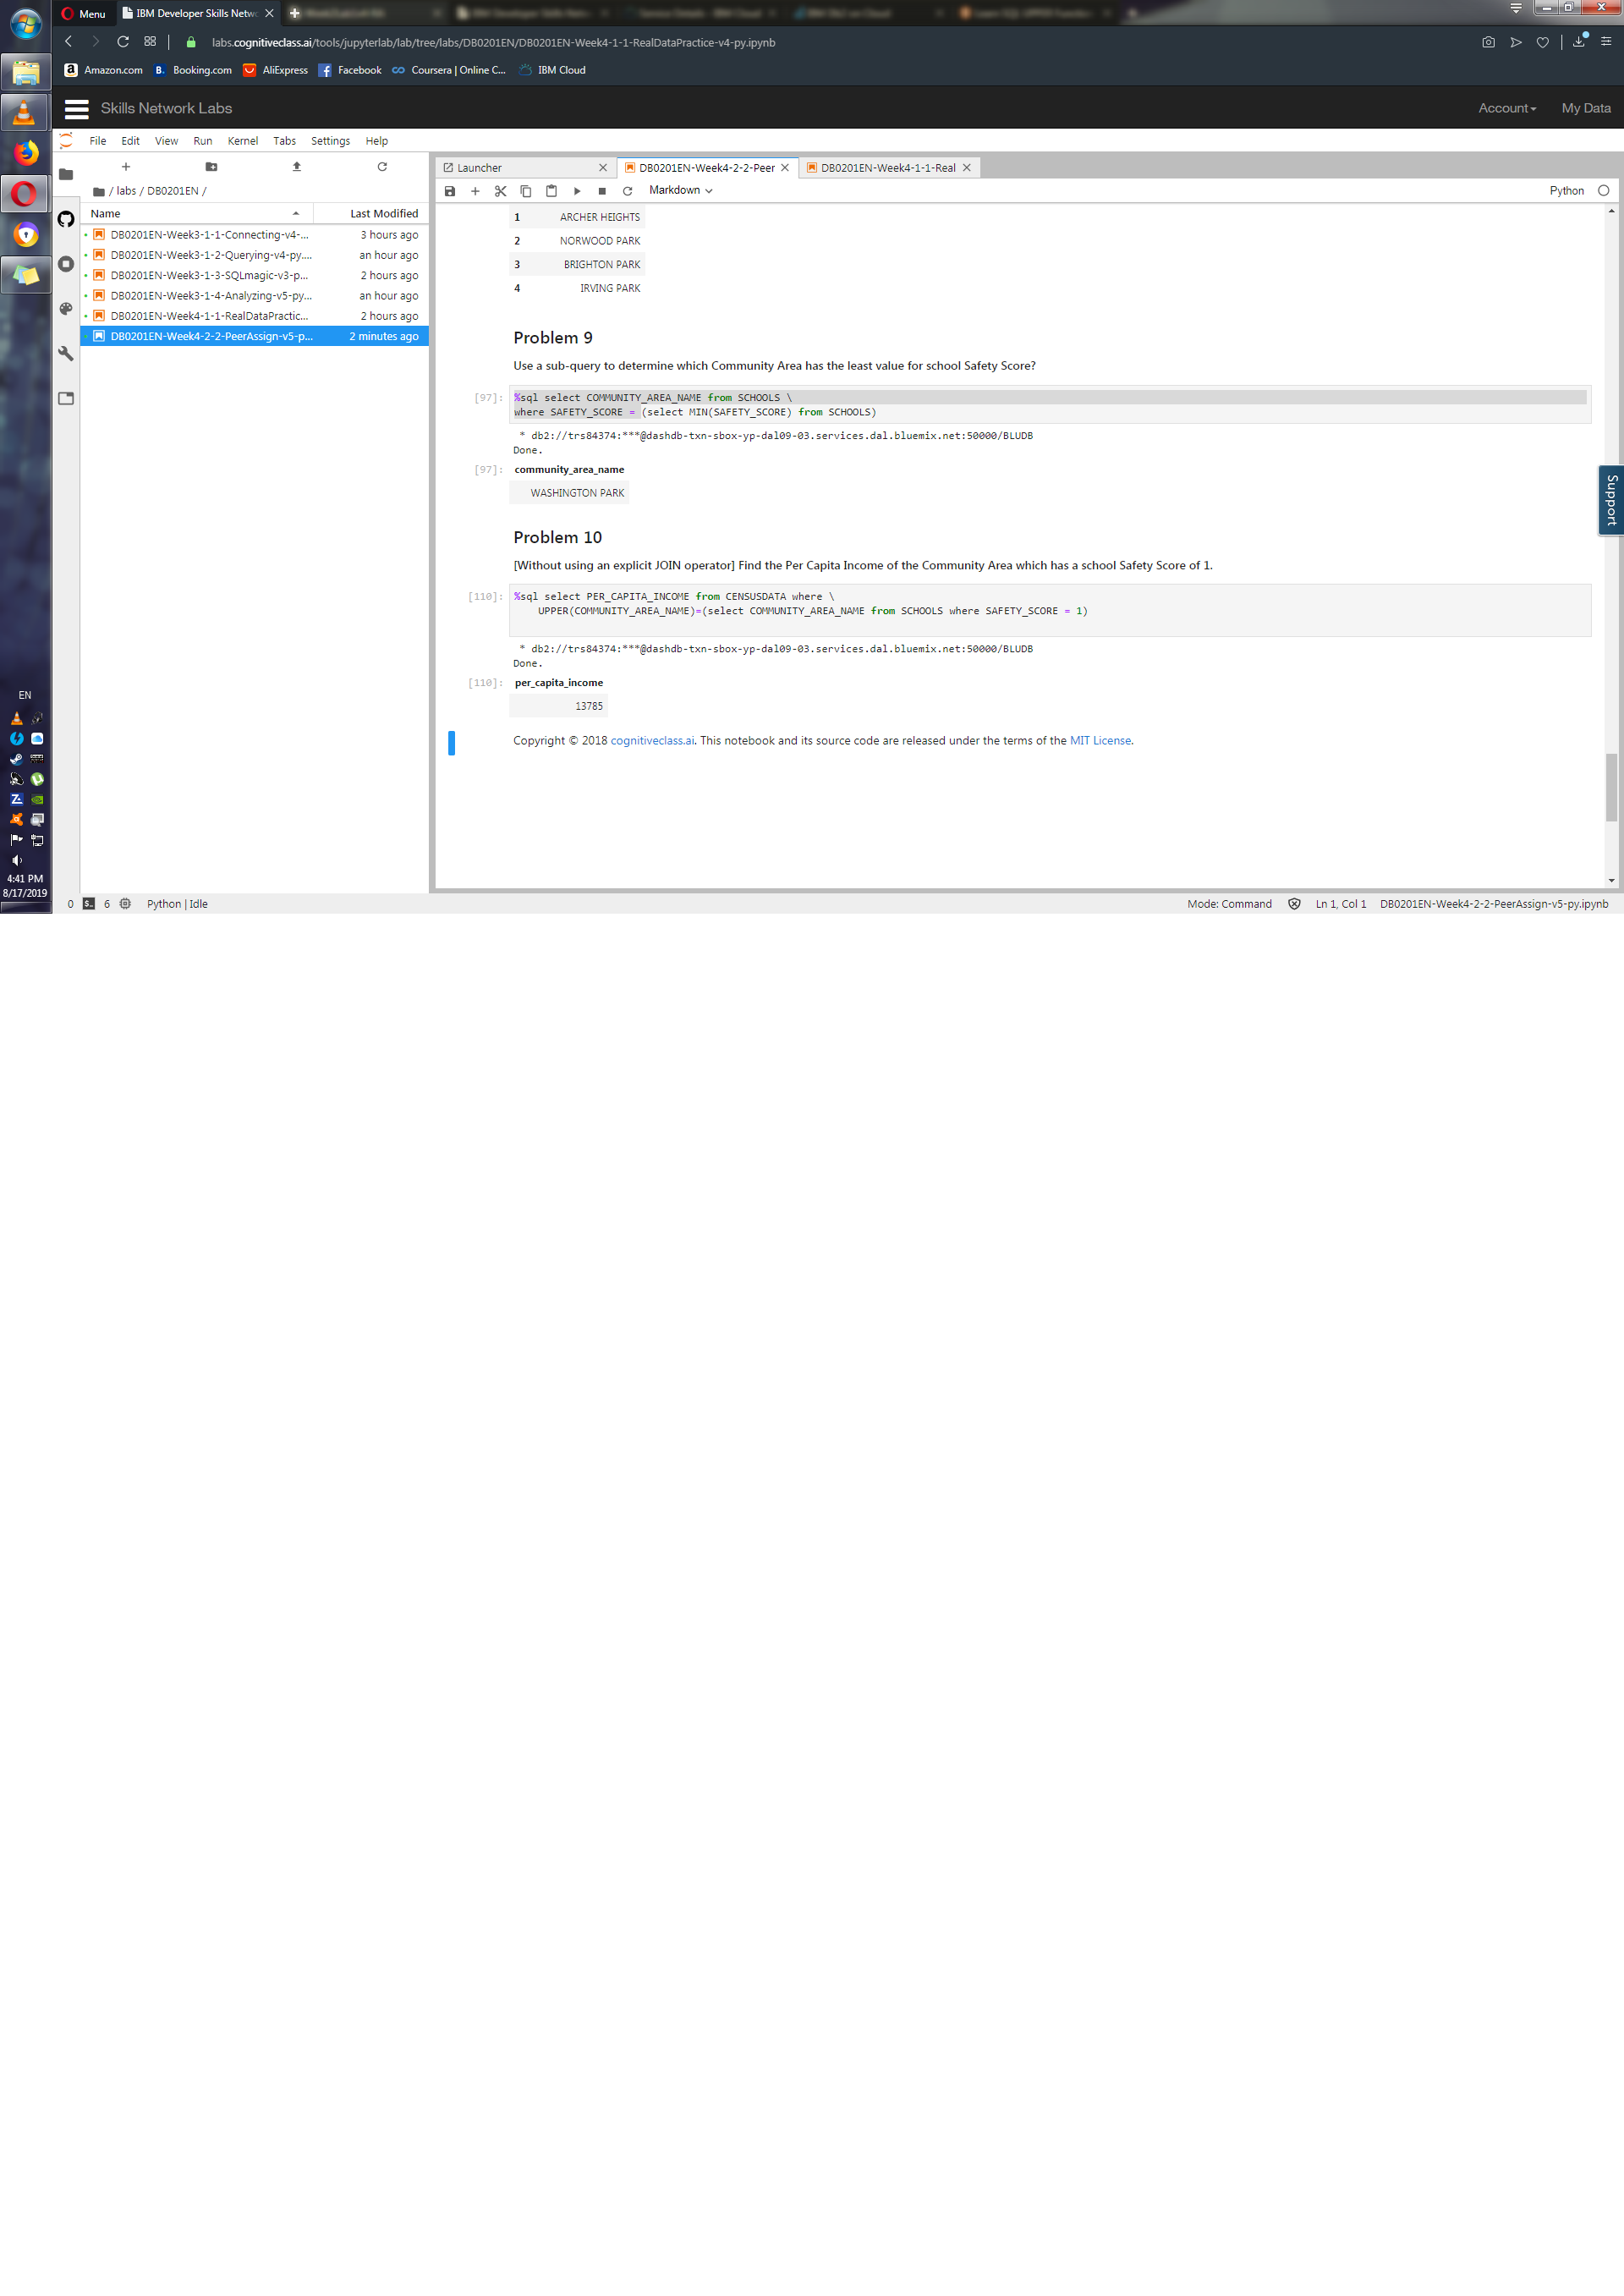 Menu
IBM Developer Skills Netwo
labs.cognitiveclass.ai/tools/jupyterlab/lab/tree/labs/DB0201EN/DB0201EN-Week4-1-1-RealDataPractice-v4-py.ipynb
Amazon.com
Booking.com
AliExpress
Facebook
Coursera | Online C...
IBM Cloud
Skills Network Labs
Account
My Data
File Edit View Run Kernel Tabs Settings Help
Launcher
DB0201EN-Week4-2-2-Peer
DB0201EN-Week4-1-1-Real
/ labs / DB0201EN /
Markdown
Python
Name Last Modified
DB0201EN-Week3-1-1-Connecting-v4-... 3 hours ago
DB0201EN-Week3-1-2-Querying-v4-py.... an hour ago
DB0201EN-Week3-1-3-SQLmagic-v3-p... 2 hours ago
DB0201EN-Week3-1-4-Analyzing-v5-py... an hour ago
DB0201EN-Week4-1-1-RealDataPractic... 2 hours ago
DB0201EN-Week4-2-2-PeerAssign-v5-p... 2 minutes ago
1 ARCHER HEIGHTS
2 NORWOOD PARK
3 BRIGHTON PARK
4 IRVING PARK
Problem 9
Use a sub-query to determine which Community Area has the least value for school Safety Score?
[97]: %sql select COMMUNITY_AREA_NAME from SCHOOLS \
where SAFETY_SCORE = (select MIN(SAFETY_SCORE) from SCHOOLS)
* db2://trs84374:***@dashdb-txn-sbox-yp-dal09-03.services.dal.bluemix.net:50000/BLUDB
Done.
[97]: community_area_name
WASHINGTON PARK
Problem 10
[Without using an explicit JOIN operator] Find the Per Capita Income of the Community Area which has a school Safety Score of 1.
[110]: %sql select PER_CAPITA_INCOME from CENSUSDATA where \
UPPER(COMMUNITY_AREA_NAME)=(select COMMUNITY_AREA_NAME from SCHOOLS where SAFETY_SCORE = 1)
* db2://trs84374:***@dashdb-txn-sbox-yp-dal09-03.services.dal.bluemix.net:50000/BLUDB
Done.
[110]: per_capita_income
13785
Copyright © 2018 cognitiveclass.ai. This notebook and its source code are released under the terms of the MIT License.
Support
EN
4:41 PM
8/17/2019
0 6 Python | Idle
Mode: Command Ln 1, Col 1 DB0201EN-Week4-2-2-PeerAssign-v5-py.ipynb